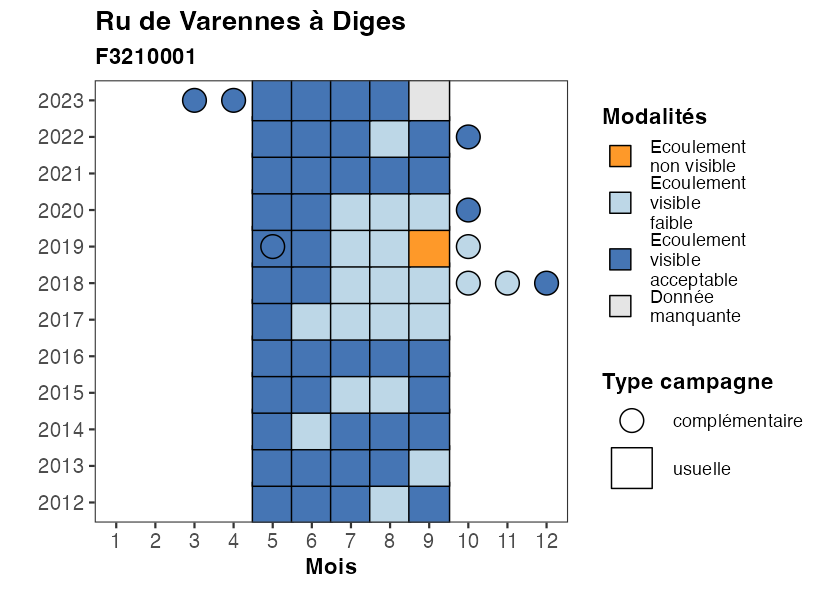 Ru de Varennes à Diges
F3210001
2023
2022
2021
2020
2019
2018
2017
2016
2015
2014
2013
2012
1 2 3 4 5 6 7 8 9 10 11 12
Mois
Modalités
Ecoulement
non visible
Ecoulement
visible
faible
Ecoulement
visible
acceptable
Donnée
manquante
Type campagne
complémentaire
usuelle